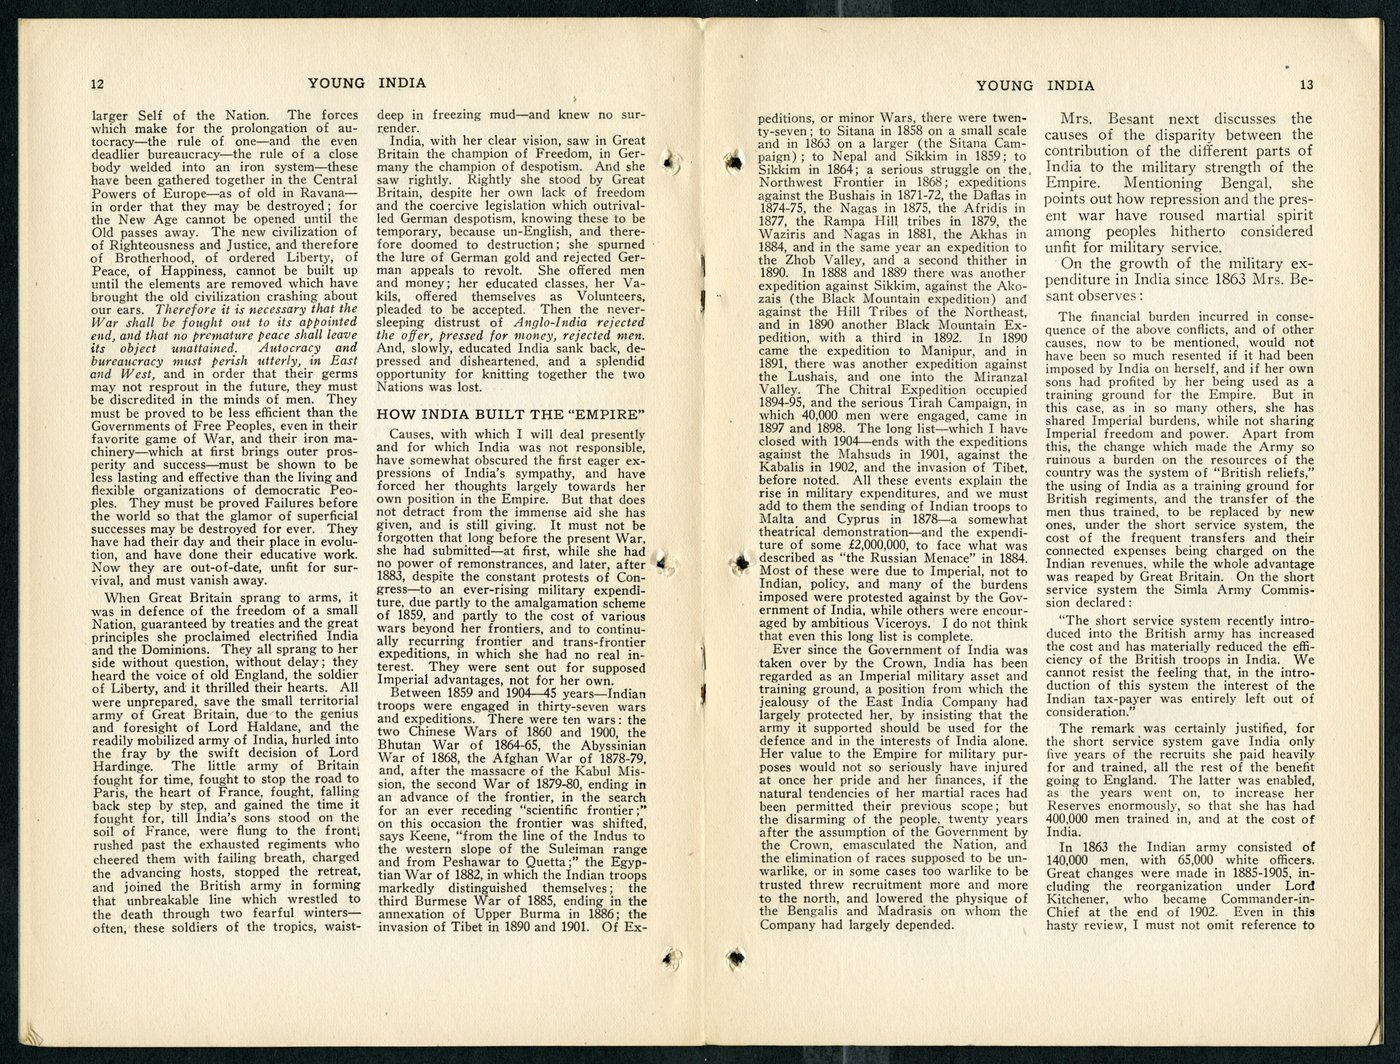 12
YOUNG INDIA
larger Self of the Nation. The forces
which make for the prolongation of au-
tocracy—the rule of one—and the even
deadlier bureaucracy—the rule of a close
body welded into an iron system—these
have been gathered together in the Central
Powers of Europe—as of old in Ravana—
in order that they may be destroyed; for
the New Age cannot be opened until the
Old passes away. The new civilization of
of Righteousness and Justice, and therefore
of Brotherhood, of ordered Liberty, of
Peace, of Happiness, cannot be built up
until the elements are removed which have
brought the old civilization crashing about
our ears. Therefore it is necessary that the
War shall be fought out to its appointed
end, and that no premature peace shall leave
its object unattained. Autocracy and
bureaucracy must perish utterly, in East
and West, and in order that their germs
may not resprout in the future, they must
be discredited in the minds of men. They
must be proved to be less efficient than the
Governments of Free Peoples, even in their
favorite game of War, and their iron ma-
chinery—which at first brings outer pros-
perity and success—must be shown to be
less lasting and effective than the living and
flexible organizations of democratic Peo-
ples. They must be proved Failures before
the world so that the glamor of superficial
successes may be destroyed for ever. They
have had their day and their place in evolu-
tion, and have done their educative work.
Now they are out-of-date, unfit for sur-
vival, and must vanish away.
When Great Britain sprang to arms, it
was in defence of the freedom of a small
Nation, guaranteed by treaties and the great
principles she proclaimed electrified India
and the Dominions. They all sprang to her
side without question, without delay; they
heard the voice of old England, the soldier
of Liberty, and it thrilled their hearts. All
were unprepared, save the small territorial
army of Great Britain, due to the genius
and foresight of Lord Haldane, and the
readily mobilized army of India, hurled into
the fray by the swift decision of Lord
Hardinge. The little army of Britain
fought for time, fought to stop the road to
Paris, the heart of France, fought, falling
back step by step, and gained the time it
fought for, till India's sons stood on the
soil of France, were flung to the front;
rushed past the exhausted regiments who
cheered them with failing breath, charged
the advancing hosts, stopped the retreat,
and joined the British army in forming
that unbreakable line which wrestled to
the death through two fearful winters—
often, these soldiers of the tropics, waist-
deep in freezing mud—and knew no sur-
render.
India, with her clear vision, saw in Great
Britain the champion of Freedom, in Ger-
many the champion of despotism. And she
saw rightly. Rightly she stood by Great
Britain, despite her own lack of freedom
and the coercive legislation which outrival-
led German despotism, knowing these to be
temporary, because un-English, and there-
fore doomed to destruction; she spurned
the lure of German gold and rejected Ger-
man appeals to revolt. She offered men
and money; her educated classes, her Va-
kils, offered themselves as Volunteers,
pleaded to be accepted. Then the never-
sleeping distrust of Anglo-India rejected
the offer, pressed for money, rejected men.
And, slowly, educated India sank back, de-
pressed and disheartened, and a splendid
opportunity for knitting together the two
Nations was lost.
HOW INDIA BUILT THE “EMPIRE”
Causes, with which I will deal presently
and for which India was not responsible,
have somewhat obscured the first eager ex-
pressions of India's sympathy, and have
forced her thoughts largely towards her
own position in the Empire. But that does
not detract from the immense aid she has
given, and is still giving. It must not be
forgotten that long before the present War,
she had submitted—at first, while she had
no power of remonstrances, and later, after
1883, despite the constant protests of Con-
gress—to an ever-rising military expendi-
ture, due partly to the amalgamation scheme
of 1859, and partly to the cost of various
wars beyond her frontiers, and to continu-
ally recurring frontier and trans-frontier
expeditions, in which she had no real in-
terest. They were sent out for supposed
Imperial advantages, not for her own.
Between 1859 and 1904—45 years—Indian
troops were engaged in thirty-seven wars
and expeditions. There were ten wars: the
two Chinese Wars of 1860 and 1900, the
Bhutan War of 1864-65, the Abyssinian
War of 1868, the Afghan War of 1878-79,
and, after the massacre of the Kabul Mis-
sion, the second War of 1879-80, ending in
an advance of the frontier, in the search
for an ever receding “scientific frontier;”
on this occasion the frontier was shifted,
says Keene, “from the line of the Indus to
the western slope of the Suleiman range
and from Peshawar to Quetta;” the Egyp-
tian War of 1882, in which the Indian troops
markedly distinguished themselves; the
third Burmese War of 1885, ending in the
annexation of Upper Burma in 1886; the
invasion of Tibet in 1890 and 1901. Of Ex-
YOUNG INDIA
13
peditions, or minor Wars, there were twen-
ty-seven; to Sitana in 1858 on a small scale
and in 1863 on a larger (the Sitana Cam-
paign); to Nepal and Sikkim in 1859; to
Sikkim in 1864; a serious struggle on the
Northwest Frontier in 1868; expeditions
against the Bushais in 1871-72, the Daflas in
1874-75, the Nagas in 1875, the Afridis in
1877, the Rampa Hill tribes in 1879, the
Waziris and Nagas in 1881, the Akhas in
1884, and in the same year an expedition to
the Zhob Valley, and a second thither in
1890. In 1888 and 1889 there was another
expedition against Sikkim, against the Ako-
zais (the Black Mountain expedition) and
against the Hill Tribes of the Northeast,
and in 1890 another Black Mountain Ex-
pedition, with a third in 1892. In 1890
came the expedition to Manipur, and in
1891, there was another expedition against
the Lushais, and one into the Miranzal
Valley. The Chitral Expedition occupied
1894-95, and the serious Tirah Campaign, in
which 40,000 men were engaged, came in
1897 and 1898. The long list—which I have
closed with 1904—ends with the expeditions
against the Mahsuds in 1901, against the
Kabalis in 1902, and the invasion of Tibet,
before noted. All these events explain the
rise in military expenditures, and we must
add to them the sending of Indian troops to
Malta and Cyprus in 1878—a somewhat
theatrical demonstration—and the expendi-
ture of some £2,000,000, to face what was
described as “the Russian Menace” in 1884.
Most of these were due to Imperial, not to
Indian, policy, and many of the burdens
imposed were protested against by the Gov-
ernment of India, while others were encour-
aged by ambitious Viceroys. I do not think
that even this long list is complete.
Ever since the Government of India was
taken over by the Crown, India has been
regarded as an Imperial military asset and
training ground, a position from which the
jealousy of the East India Company had
largely protected her, by insisting that the
army it supported should be used for the
defence and in the interests of India alone.
Her value to the Empire for military pur-
poses would not so seriously have injured
at once her pride and her finances, if the
natural tendencies of her martial races had
been permitted their previous scope; but
the disarming of the people, twenty years
after the assumption of the Government by
the Crown, emasculated the Nation, and
the elimination of races supposed to be un-
warlike, or in some cases too warlike to be
trusted threw recruitment more and more
to the north, and lowered the physique of
the Bengalis and Madrasis on whom the
Company had largely depended.
Mrs. Besant next discusses the
causes of the disparity between the
contribution of the different parts of
India to the military strength of the
Empire. Mentioning Bengal, she
points out how repression and the pres-
ent war have roused martial spirit
among peoples hitherto considered
unfit for military service.
On the growth of the military ex-
penditure in India since 1863 Mrs. Be-
sant observes:
The financial burden incurred in conse-
quence of the above conflicts, and of other
causes, now to be mentioned, would not
have been so much resented if it had been
imposed by India on herself, and if her own
sons had profited by her being used as a
training ground for the Empire. But in
this case, as in so many others, she has
shared Imperial burdens, while not sharing
Imperial freedom and power. Apart from
this, the change which made the Army so
ruinous a burden on the resources of the
country was the system of “British reliefs,”
the using of India as a training ground for
British regiments, and the transfer of the
men thus trained, to be replaced by new
ones, under the short service system, the
cost of the frequent transfers and their
connected expenses being charged on the
Indian revenues, while the whole advantage
was reaped by Great Britain. On the short
service system the Simla Army Commis-
sion declared:
“The short service system recently intro-
duced into the British army has increased
the cost and has materially reduced the effi-
ciency of the British troops in India. We
cannot resist the feeling that, in the intro-
duction of this system the interest of the
Indian tax-payer was entirely left out of
consideration.”
The remark was certainly justified, for
the short service system gave India only
five years of the recruits she paid heavily
for and trained, all the rest of the benefit
going to England. The latter was enabled,
as the years went on, to increase her
Reserves enormously, so that she has had
400,000 men trained in, and at the cost of
India.
In 1863 the Indian army consisted of
140,000 men, with 65,000 white officers.
Great changes were made in 1885-1905, in-
cluding the reorganization under Lord
Kitchener, who became Commander-in-
Chief at the end of 1902. Even in this
hasty review, I must not omit reference to